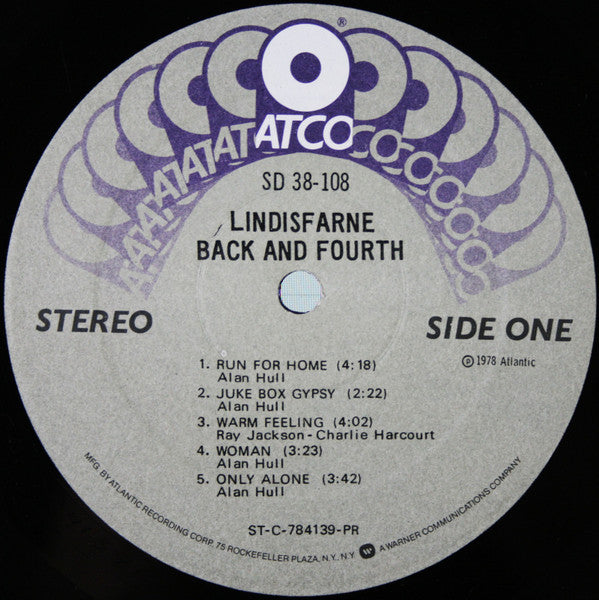 ®
ATCO
SD 38-108
LINDISFARNE
BACK AND FOURTH
STEREO
SIDE ONE
℗ 1978 Atlantic
1. RUN FOR HOME (4:18)
Alan Hull
2. JUKE BOX GYPSY (2:22)
Alan Hull
3. WARM FEELING (4:02)
Ray Jackson - Charlie Harcourt
4. WOMAN (3:23)
Alan Hull
5. ONLY ALONE (3:42)
Alan Hull
ST-C-784139-PR
MFG. BY ATLANTIC RECORDING CORP. 75 ROCKEFELLER PLAZA, N.Y., N.Y. A WARNER COMMUNICATIONS COMPANY